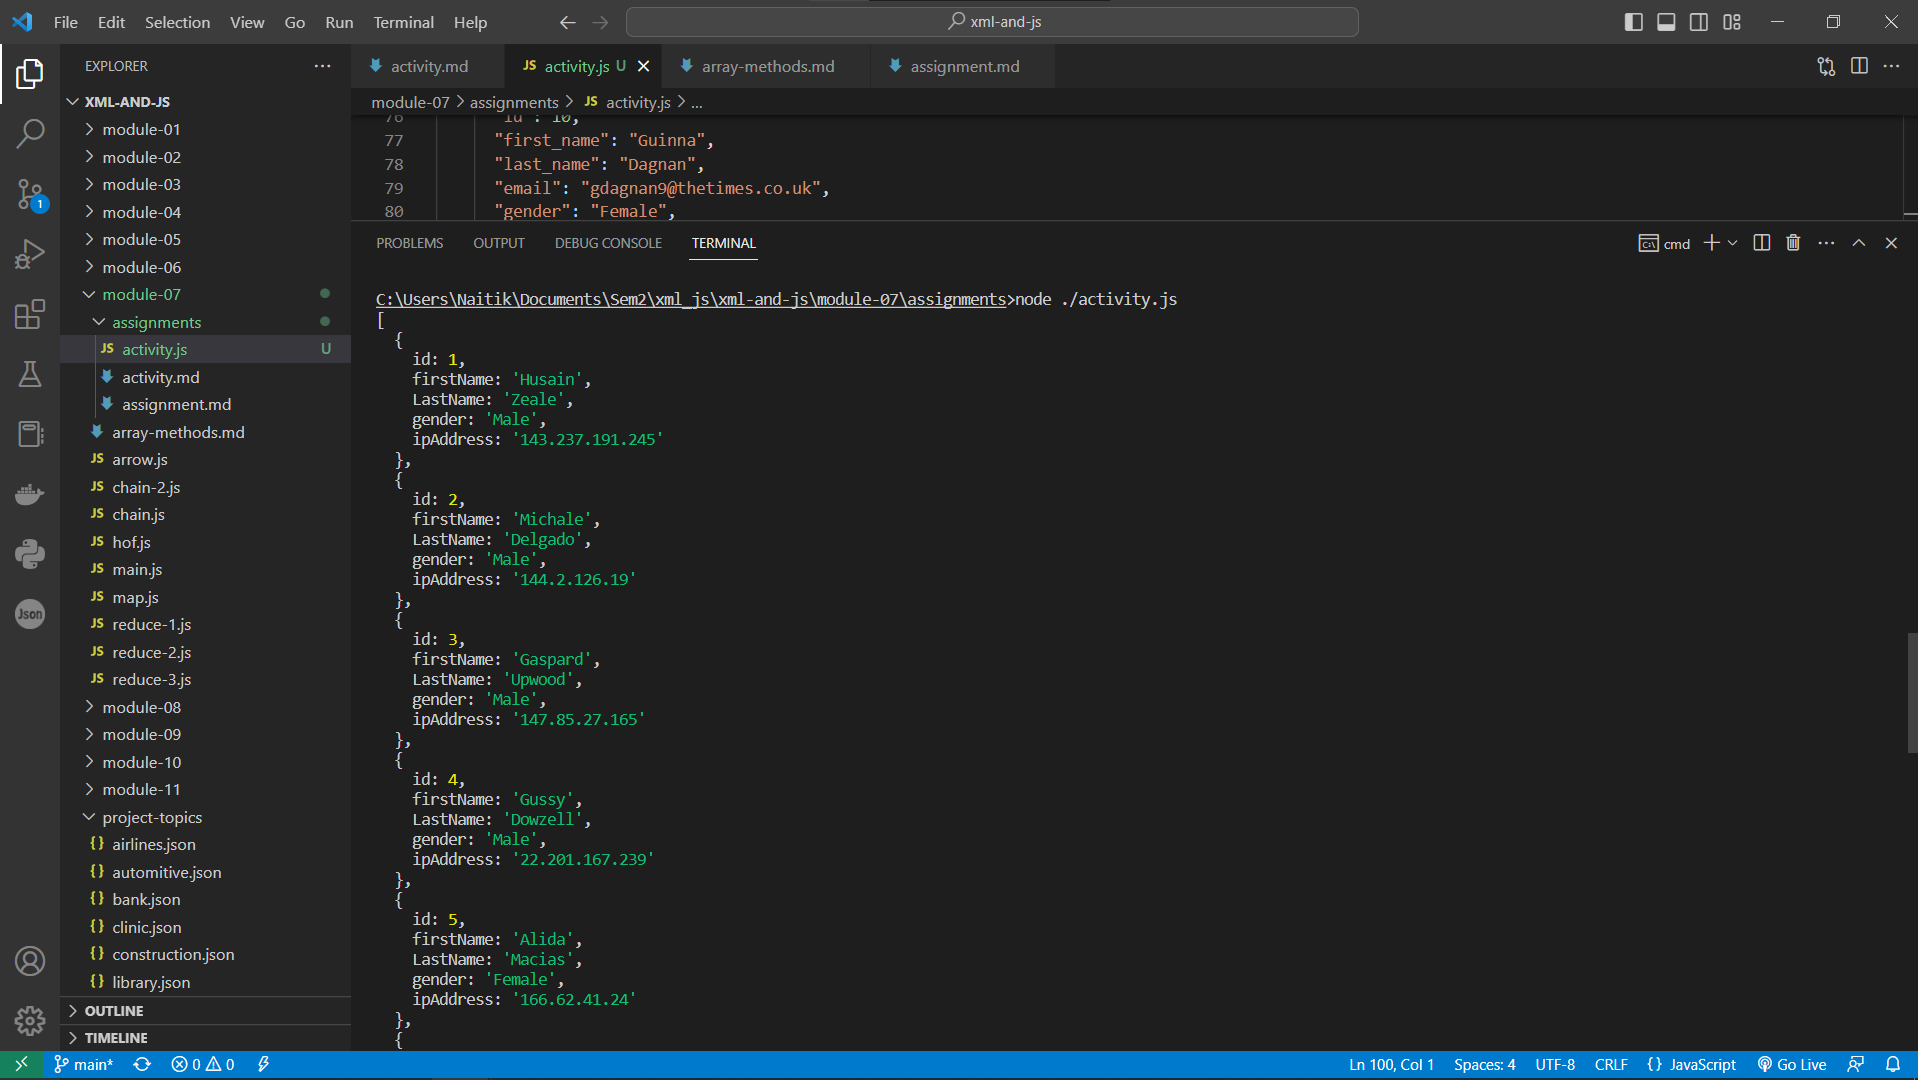 File Edit Selection View Go Run Terminal Help
xml-and-js
EXPLORER
XML-AND-JS
module-01
module-02
module-03
module-04
module-05
module-06
module-07
assignments
JS activity.js U
activity.md
assignment.md
array-methods.md
JS arrow.js
JS chain-2.js
JS chain.js
JS hof.js
JS main.js
JS map.js
JS reduce-1.js
JS reduce-2.js
JS reduce-3.js
module-08
module-09
module-10
module-11
project-topics
{} airlines.json
{} automitive.json
{} bank.json
{} clinic.json
{} construction.json
{} library.json
OUTLINE
TIMELINE
1
Json
activity.md
JS activity.js U
array-methods.md
assignment.md
module-07 > assignments > JS activity.js > ...
76 "id": 10,
77 "first_name": "Guinna",
78 "last_name": "Dagnan",
79 "email": "gdagnan9@thetimes.co.uk",
80 "gender": "Female",
PROBLEMS OUTPUT DEBUG CONSOLE TERMINAL
cmd
C:\Users\Naitik\Documents\Sem2\xml_js\xml-and-js\module-07\assignments>node ./activity.js
[
{
id: 1,
firstName: 'Husain',
LastName: 'Zeale',
gender: 'Male',
ipAddress: '143.237.191.245'
},
{
id: 2,
firstName: 'Michale',
LastName: 'Delgado',
gender: 'Male',
ipAddress: '144.2.126.19'
},
{
id: 3,
firstName: 'Gaspard',
LastName: 'Upwood',
gender: 'Male',
ipAddress: '147.85.27.165'
},
{
id: 4,
firstName: 'Gussy',
LastName: 'Dowzell',
gender: 'Male',
ipAddress: '22.201.167.239'
},
{
id: 5,
firstName: 'Alida',
LastName: 'Macias',
gender: 'Female',
ipAddress: '166.62.41.24'
},
{
main* 0 0 Ln 100, Col 1 Spaces: 4 UTF-8 CRLF {} JavaScript Go Live